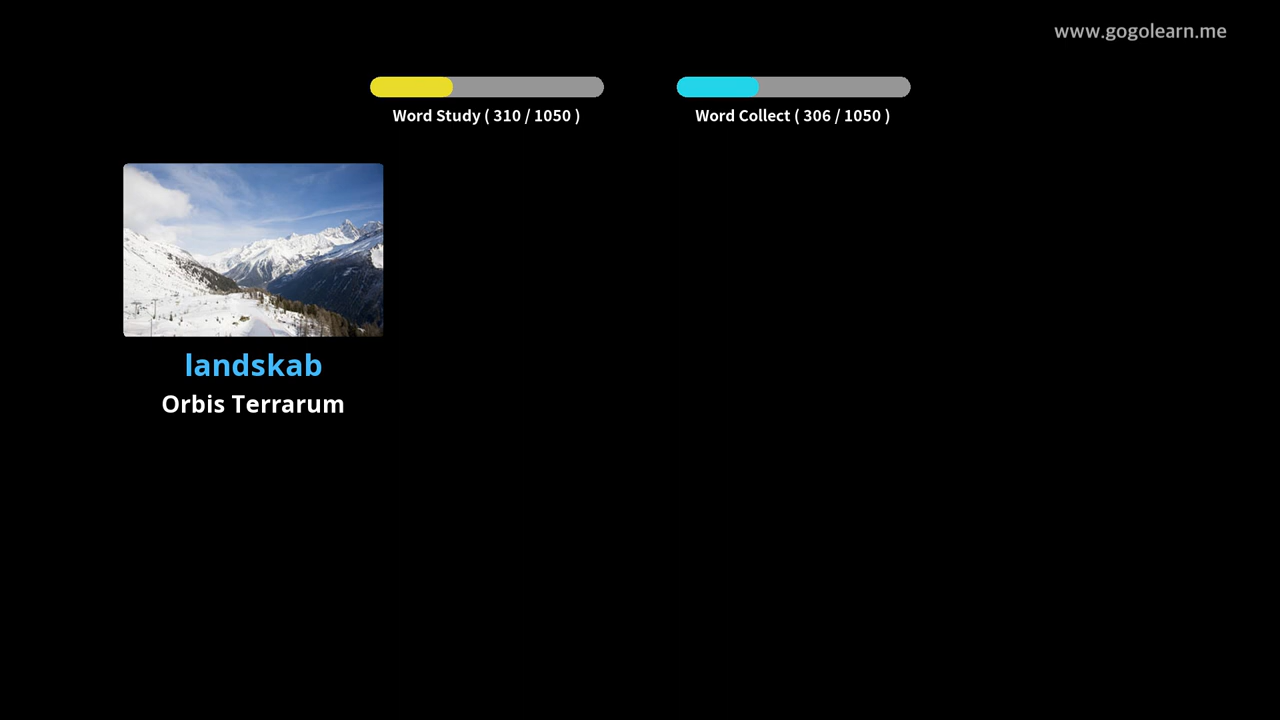 www.gogolearn.me
Word Study ( 310 / 1050 )
Word Collect ( 306 / 1050 )
landskab
Orbis Terrarum